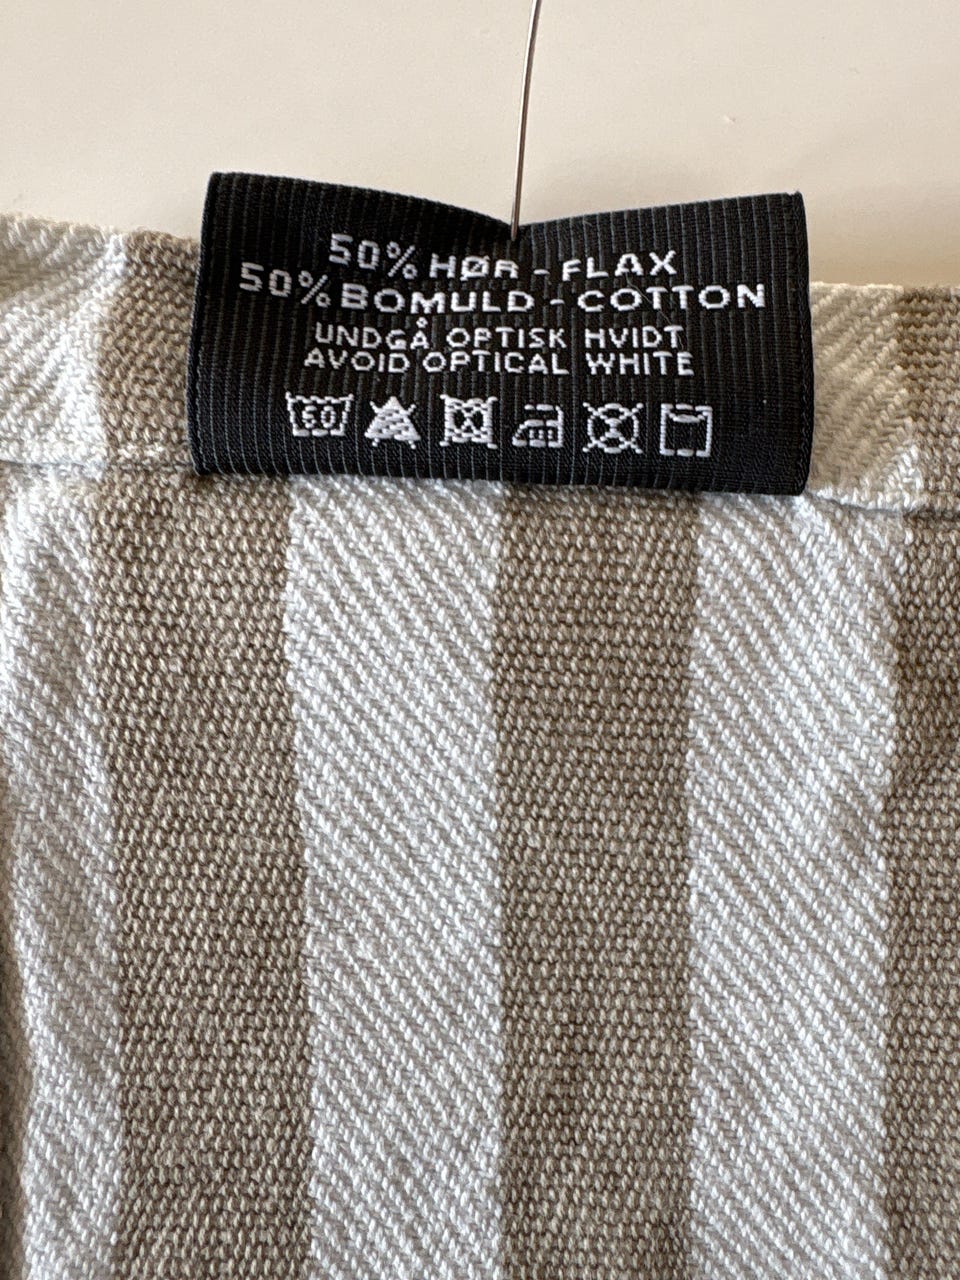 50% HØR - FLAX
50% BOMULD - COTTON
UNDGÅ OPTISK HVIDT
AVOID OPTICAL WHITE
60